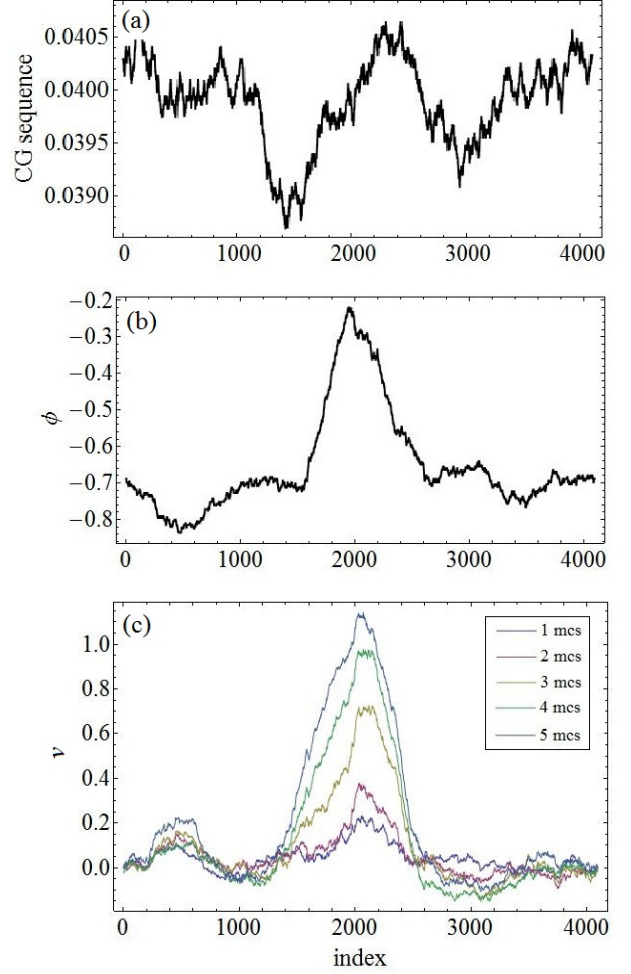 (a)
CG sequence
0.0405
0.0400
0.0395
0.0390
0 1000 2000 3000 4000
(b)
ϕ
−0.2
−0.3
−0.4
−0.5
−0.6
−0.7
−0.8
0 1000 2000 3000 4000
(c)
v
1.0
0.8
0.6
0.4
0.2
0.0
1 mcs
2 mcs
3 mcs
4 mcs
5 mcs
0 1000 2000 3000 4000
index